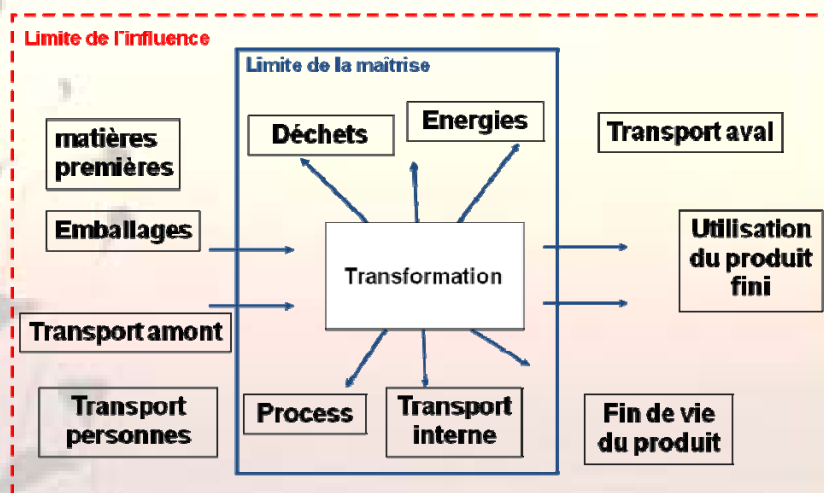 Limite de l'influence
Limite de la maîtrise
matières
premières
Emballages
Transport amont
Transport
personnes
Déchets
Energies
Transformation
Process
Transport
interne
Transport aval
Utilisation
du produit
fini
Fin de vie
du produit